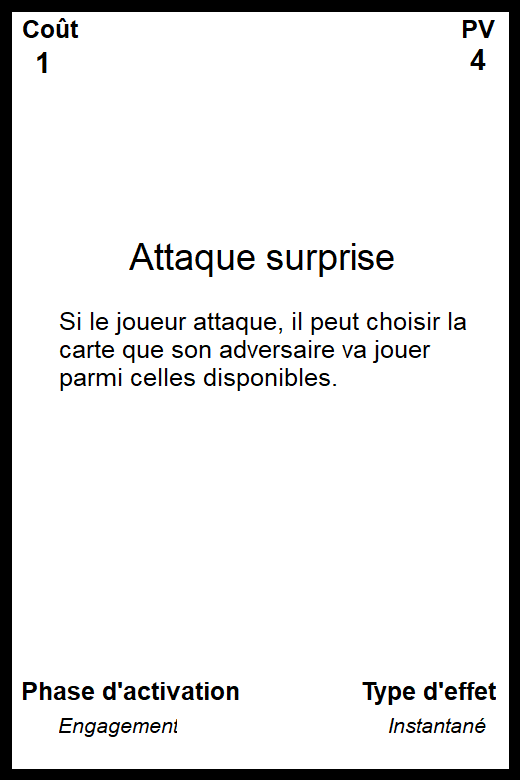 Coût PV
1 4
Attaque surprise
Si le joueur attaque, il peut choisir la
carte que son adversaire va jouer
parmi celles disponibles.
Phase d'activation Type d'effet
Engagement Instantané